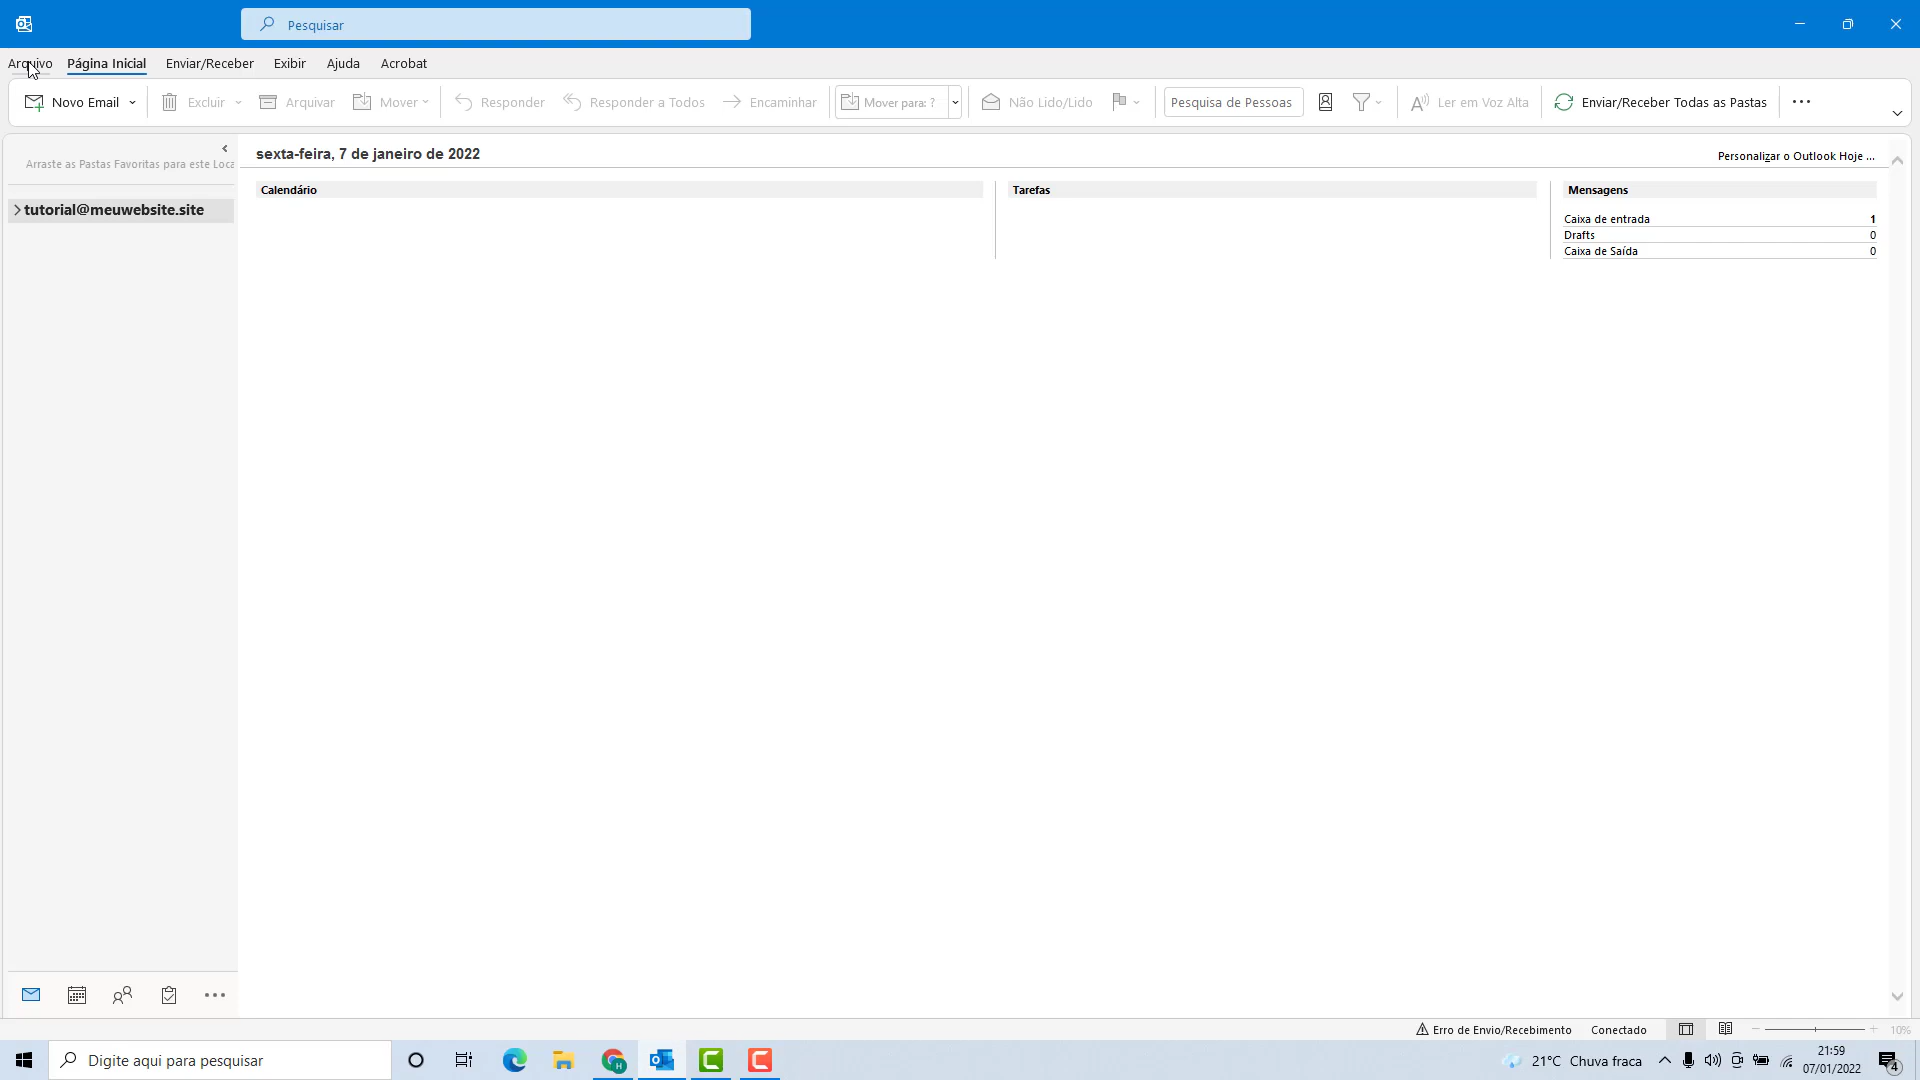 Pesquisar
Arquivo Página Inicial Enviar/Receber Exibir Ajuda Acrobat
Novo Email Excluir Arquivar Mover Responder Responder a Todos Encaminhar Mover para: ? Não Lido/Lido Pesquisa de Pessoas Ler em Voz Alta Enviar/Receber Todas as Pastas
Arraste as Pastas Favoritas para este Loca
sexta-feira, 7 de janeiro de 2022
Personalizar o Outlook Hoje ...
tutorial@meuwebsite.site
Calendário Tarefas Mensagens
Caixa de entrada 1
Drafts 0
Caixa de Saída 0
Erro de Envio/Recebimento Conectado 10%
Digite aqui para pesquisar
21°C Chuva fraca
21:59
07/01/2022
4